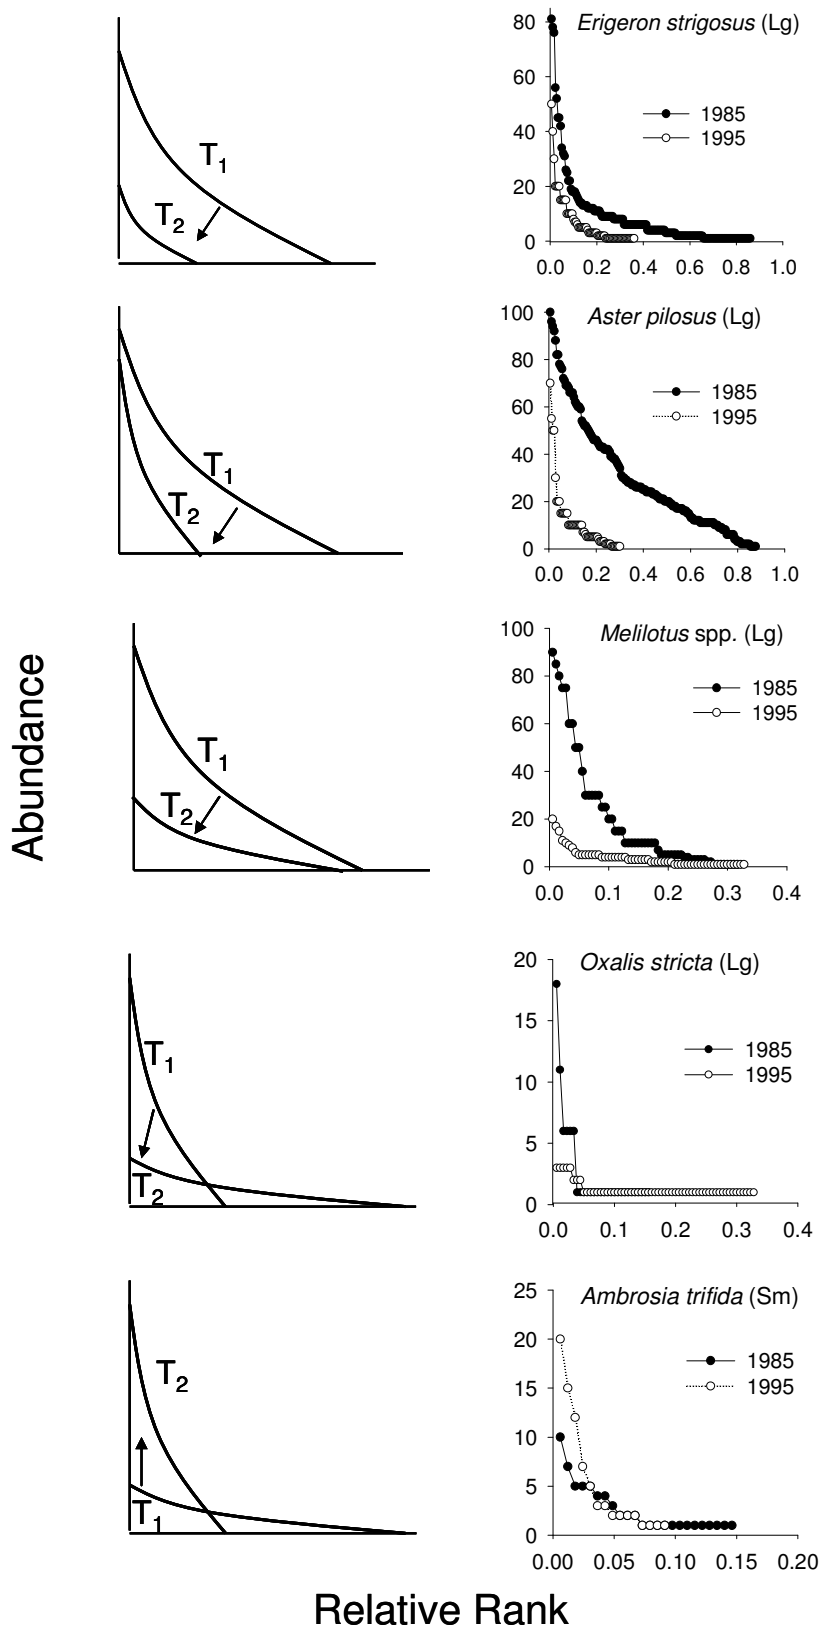 Abundance
T1
T2
80
60
40
20
0
0.0 0.2 0.4 0.6 0.8 1.0
Erigeron strigosus (Lg)
1985
1995
T1
T2
100
80
60
40
20
0
0.0 0.2 0.4 0.6 0.8 1.0
Aster pilosus (Lg)
1985
1995
T1
T2
100
80
60
40
20
0
0.0 0.1 0.2 0.3 0.4
Melilotus spp. (Lg)
1985
1995
T1
T2
20
15
10
5
0
0.0 0.1 0.2 0.3 0.4
Oxalis stricta (Lg)
1985
1995
T2
T1
25
20
15
10
5
0
0.00 0.05 0.10 0.15 0.20
Ambrosia trifida (Sm)
1985
1995
Relative Rank